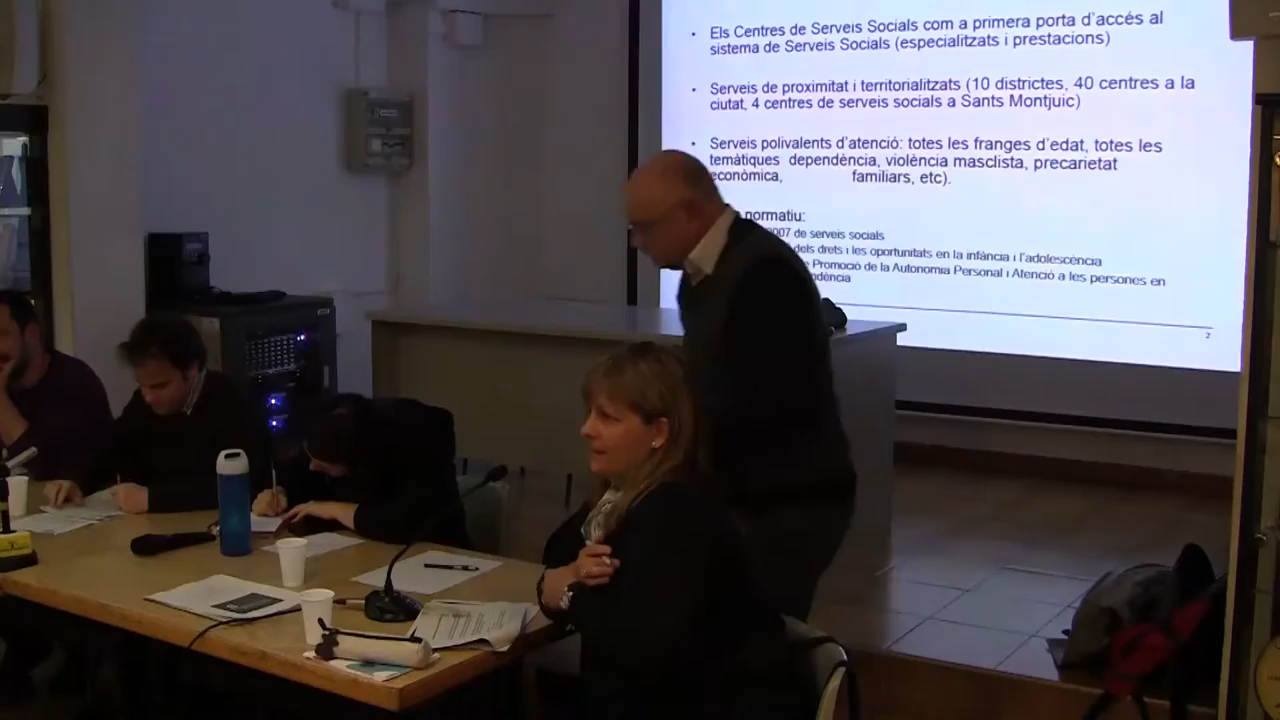 • Els Centres de Serveis Socials com a primera porta d'accés al
sistema de Serveis Socials (especialitzats i prestacions)
• Serveis de proximitat i territorialitzats (10 districtes, 40 centres a la
ciutat, 4 centres de serveis socials a Sants Montjuic)
• Serveis polivalents d'atenció: totes les franges d'edat, totes les
temàtiques dependència, violència masclista, precarietat
econòmica, familiars, etc).
normatiu:
2007 de serveis socials
dels drets i les oportunitats en la infància i l'adolescència
Promoció de la Autonomia Personal i Atenció a les persones en
2